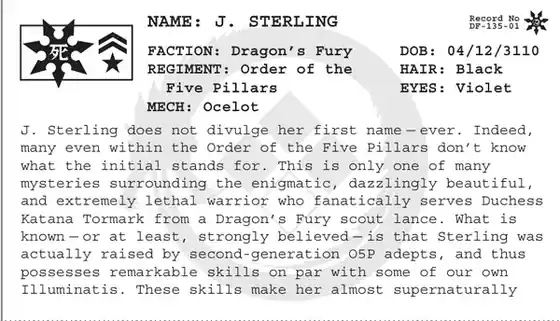 NAME: J. STERLING
Record No
DF-135-01
死
FACTION: Dragon’s Fury
DOB: 04/12/3110
REGIMENT: Order of the
HAIR: Black
Five Pillars
EYES: Violet
MECH: Ocelot
J. Sterling does not divulge her first name — ever. Indeed,
many even within the Order of the Five Pillars don’t know
what the initial stands for. This is only one of many
mysteries surrounding the enigmatic, dazzlingly beautiful,
and extremely lethal warrior who fanatically serves Duchess
Katana Tormark from a Dragon’s Fury scout lance. What is
known — or at least, strongly believed — is that Sterling was
actually raised by second-generation O5P adepts, and thus
possesses remarkable skills on par with some of our own
Illuminatis. These skills make her almost supernaturally